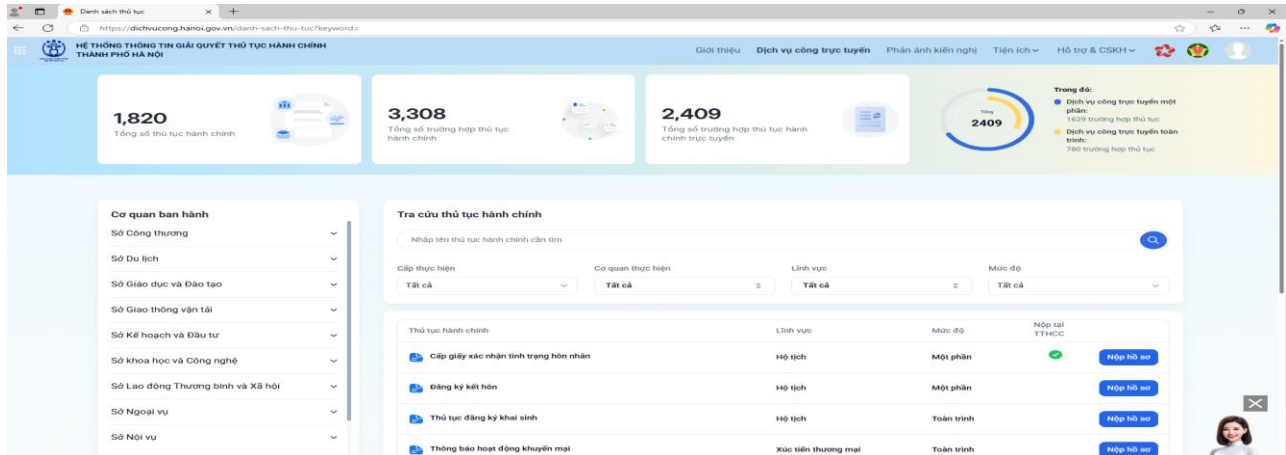 Danh sách thủ tục
https://dichvucong.hanoi.gov.vn/danh-sach-thu-tuc?keyword=
HỆ THỐNG THÔNG TIN GIẢI QUYẾT THỦ TỤC HÀNH CHÍNH
THÀNH PHỐ HÀ NỘI
Giới thiệu Dịch vụ công trực tuyến Phản ánh kiến nghị Tiện ích Hỗ trợ & CSKH
1,820
Tổng số thủ tục hành chính
3,308
Tổng số trường hợp thủ tục
hành chính
2,409
Tổng số trường hợp thủ tục hành
chính trực tuyến
Tổng
2409
Trong đó:
Dịch vụ công trực tuyến một
phần:
1629 trường hợp thủ tục
Dịch vụ công trực tuyến toàn
trình:
780 trường hợp thủ tục
Cơ quan ban hành
Sở Công thương
Sở Du lịch
Sở Giáo dục và Đào tạo
Sở Giao thông vận tải
Sở Kế hoạch và Đầu tư
Sở khoa học và Công nghệ
Sở Lao động Thương binh và Xã hội
Sở Ngoại vụ
Sở Nội vụ
Tra cứu thủ tục hành chính
Nhập tên thủ tục hành chính cần tìm
Cấp thực hiện Cơ quan thực hiện Lĩnh vực Mức độ
Tất cả Tất cả Tất cả Tất cả
Thủ tục hành chính Lĩnh vực Mức độ Nộp tại
TTHCC
Cấp giấy xác nhận tình trạng hôn nhân Hộ tịch Một phần Nộp hồ sơ
Đăng ký kết hôn Hộ tịch Một phần Nộp hồ sơ
Thủ tục đăng ký khai sinh Hộ tịch Toàn trình Nộp hồ sơ
Thông báo hoạt động khuyến mại Xúc tiến thương mại Toàn trình Nộp hồ sơ